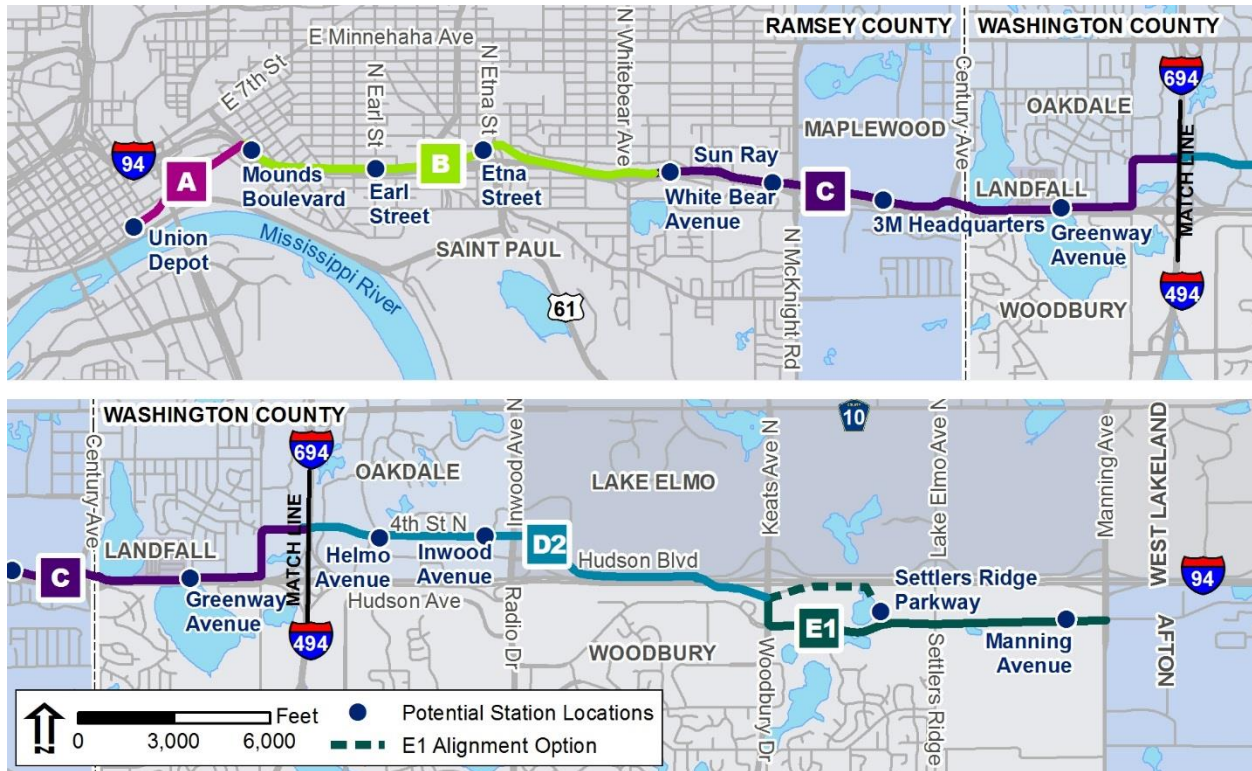 RAMSEY COUNTY
WASHINGTON COUNTY
E Minnehaha Ave
E 7th St
N Earl St
N Etna St
N Whitebear Ave
Century Ave
694
OAKDALE
MAPLEWOOD
94
A
Mounds
Boulevard
B
Earl
Street
Etna
Street
Sun Ray
White Bear
Avenue
C
3M Headquarters
LANDFALL
Greenway
Avenue
MATCH LINE
Union
Depot
Mississippi River
SAINT PAUL
61
N McKnight Rd
WOODBURY
494
WASHINGTON COUNTY
Century Ave
694
OAKDALE
N
Inwood Ave
LAKE ELMO
N
Keats Ave
10
N
Lake Elmo Ave
Manning Ave
WEST LAKELAND
MATCH LINE
4th St N
LANDFALL
C
Greenway
Avenue
Helmo
Avenue
Inwood
Avenue
D2
Hudson Blvd
Hudson Ave
Settlers Ridge
Parkway
94
494
Radio Dr
WOODBURY
Woodbury Dr
E1
Settlers Ridge
Manning
Avenue
AFTON
N
Feet
0
3,000
6,000
Potential Station Locations
E1 Alignment Option